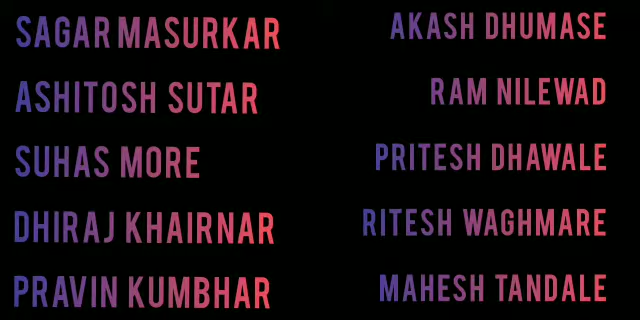 SAGAR MASURKAR
ASHITOSH SUTAR
SUHAS MORE
DHIRAJ KHAIRNAR
PRAVIN KUMBHAR
AKASH DHUMASE
RAM NILEWAD
PRITESH DHAWALE
RITESH WAGHMARE
MAHESH TANDALE